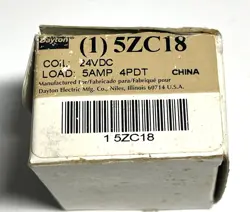 Dayton
(1) 5ZC18
COIL: 24VDC
LOAD: 5AMP 4PDT CHINA
Manufactured For/Fabricado para/Fabriqué pour
Dayton Electric Mfg. Co., Niles, Illinois 60714 U.S.A.
1 5ZC18